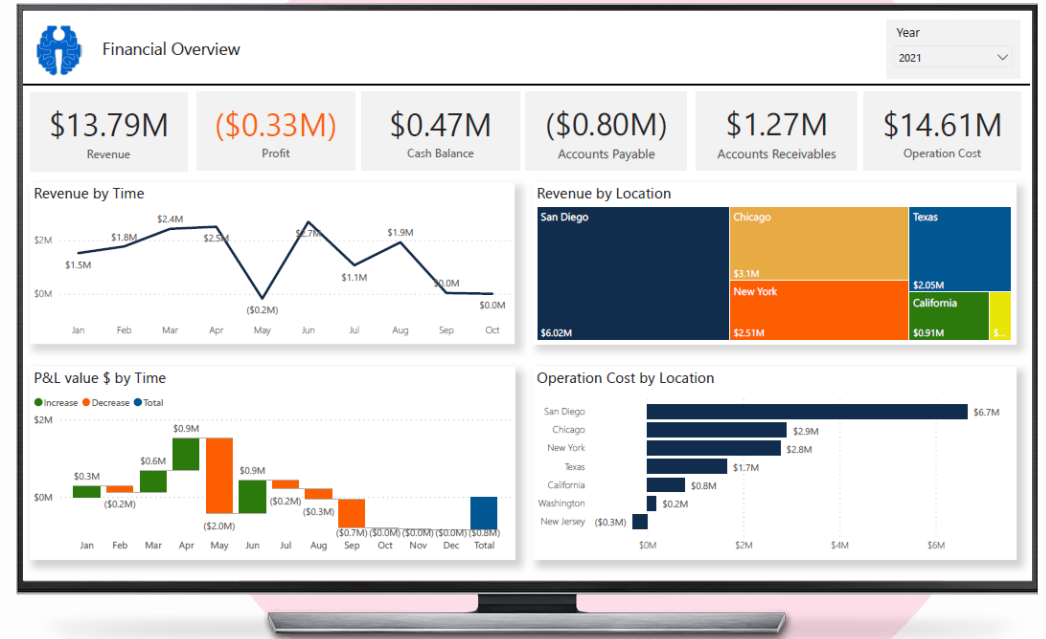 Financial Overview
Year
2021
$13.79M
Revenue
($0.33M)
Profit
$0.47M
Cash Balance
($0.80M)
Accounts Payable
$1.27M
Accounts Receivables
$14.61M
Operation Cost
Revenue by Time
$2M
$0M
$1.5M
$1.8M
$2.4M
$2.5M
($0.2M)
$2.7M
$1.1M
$1.9M
$0.0M
$0.0M
Jan Feb Mar Apr May Jun Jul Aug Sep Oct
Revenue by Location
San Diego
$6.02M
Chicago
$3.1M
New York
$2.51M
Texas
$2.05M
California
$0.91M
$...
P&L value $ by Time
Increase Decrease Total
$2M
$0M
$0.3M
($0.2M)
$0.6M
$0.9M
($2.0M)
$0.9M
($0.2M)
($0.3M)
($0.7M) ($0.0M) ($0.0M) ($0.0M) ($0.8M)
Jan Feb Mar Apr May Jun Jul Aug Sep Oct Nov Dec Total
Operation Cost by Location
San Diego $6.7M
Chicago $2.9M
New York $2.8M
Texas $1.7M
California $0.8M
Washington $0.2M
New Jersey ($0.3M)
$0M $2M $4M $6M